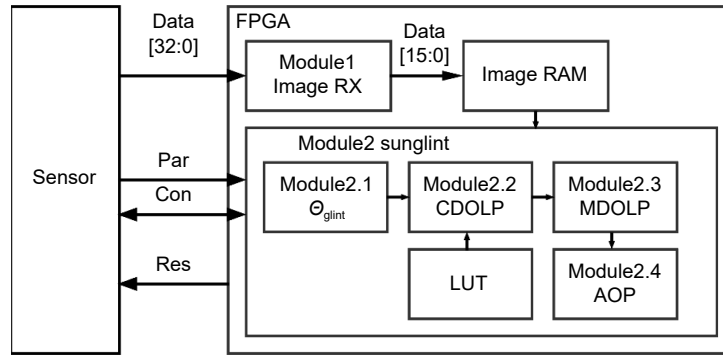 Data
[32:0]
FPGA
Module1
Image RX
Data
[15:0]
Image RAM
Sensor
Par
Con
Res
Module2 sunglint
Module2.1
Θglint
Module2.2
CDOLP
Module2.3
MDOLP
LUT
Module2.4
AOP